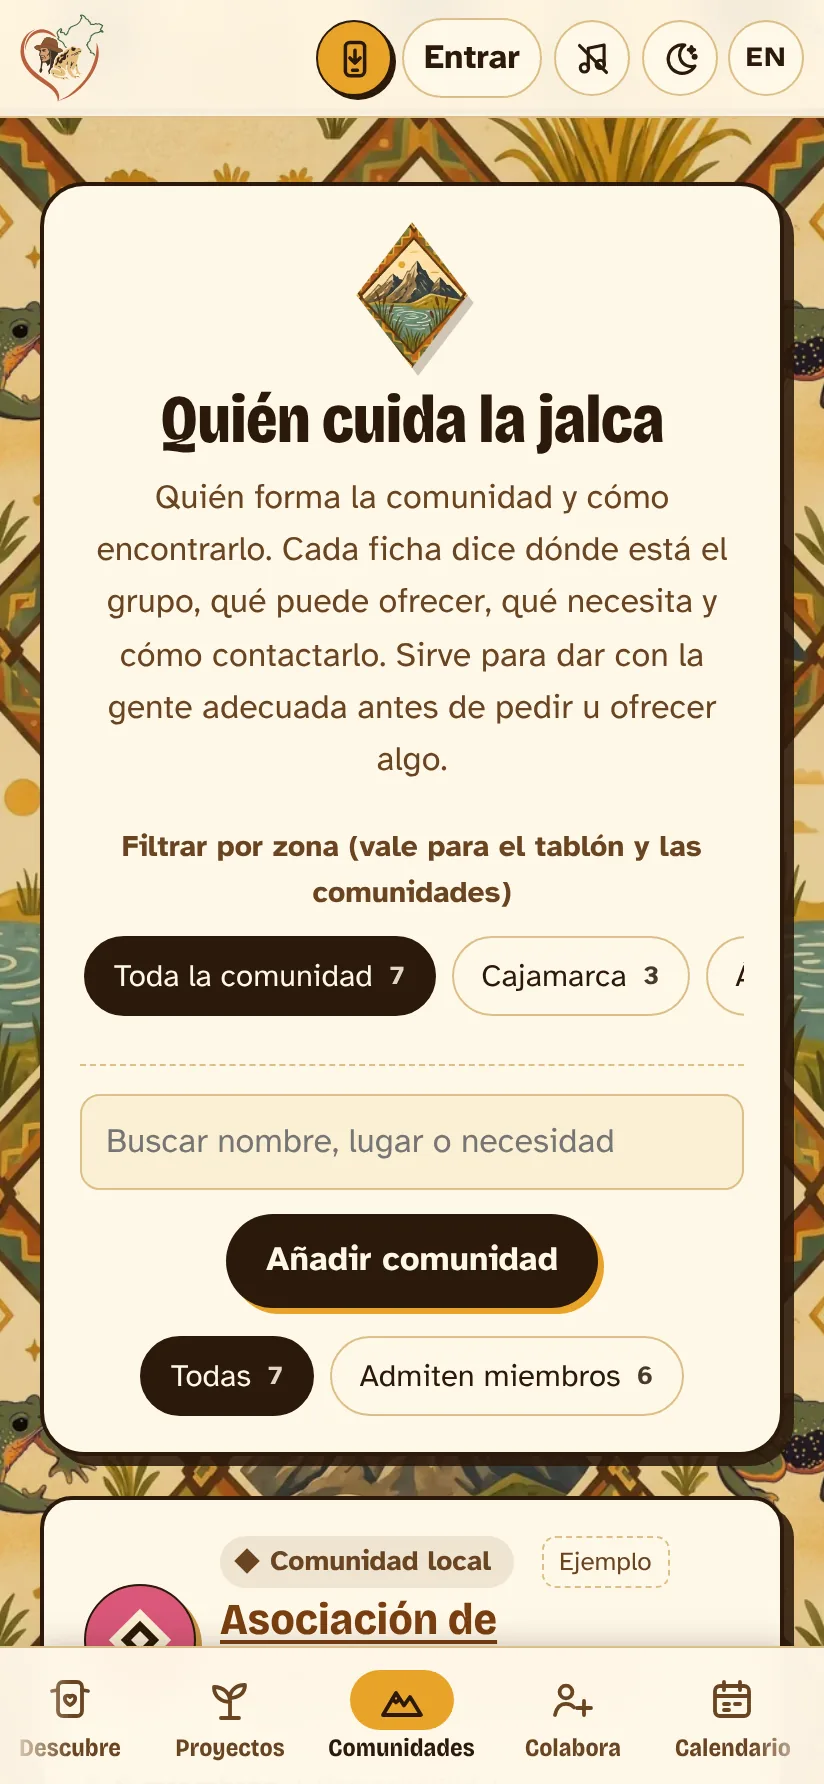 Entrar
EN
Quién cuida la jalca
Quién forma la comunidad y cómo
encontrarlo. Cada ficha dice dónde está el
grupo, qué puede ofrecer, qué necesita y
cómo contactarlo. Sirve para dar con la
gente adecuada antes de pedir u ofrecer
algo.
Filtrar por zona (vale para el tablón y las
comunidades)
Toda la comunidad 7
Cajamarca 3
Buscar nombre, lugar o necesidad
Añadir comunidad
Todas 7
Admiten miembros 6
Comunidad local
Ejemplo
Asociación de
Descubre
Proyectos
Comunidades
Colabora
Calendario